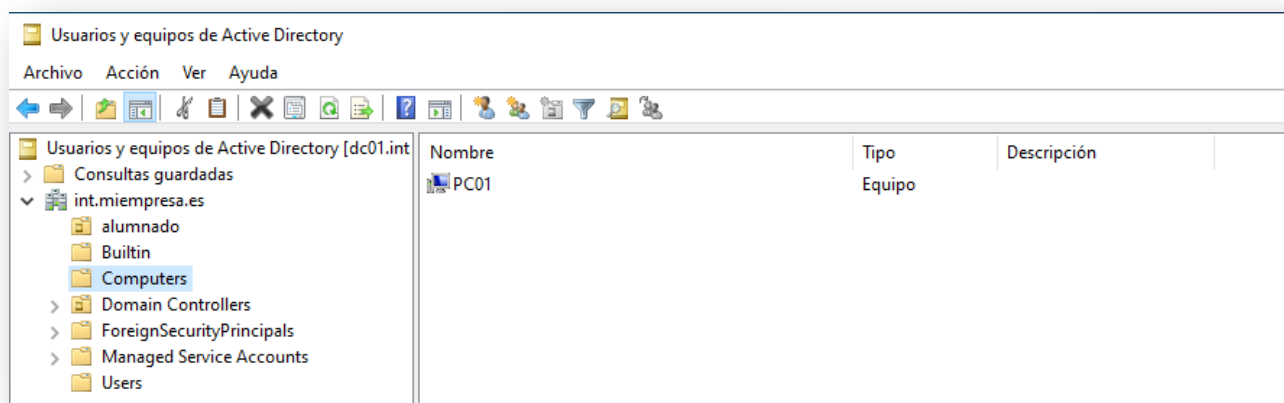 Usuarios y equipos de Active Directory
Archivo Acción Ver Ayuda
Usuarios y equipos de Active Directory [dc01.int
Consultas guardadas
int.miempresa.es
alumnado
Builtin
Computers
Domain Controllers
ForeignSecurityPrincipals
Managed Service Accounts
Users
Nombre Tipo Descripción
PC01 Equipo